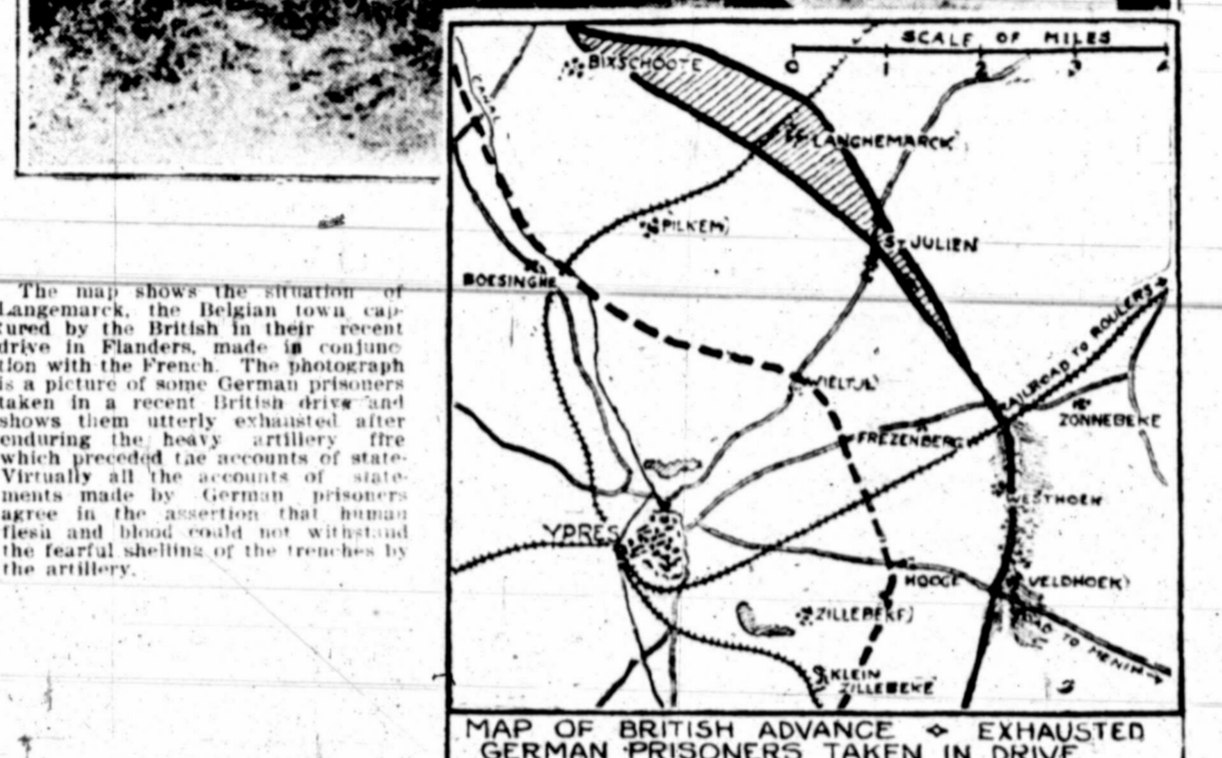 The map shows the situation of
Langemarck, the Belgian town cap-
tured by the British in their recent
drive in Flanders, made in conjunc
tion with the French. The photograph
is a picture of some German prisoners
taken in a recent British drive and
shows them utterly exhausted after
enduring the heavy artillery ffre
which preceded tae accounts of state-
Virtually all the accounts of state-
ments made by German prisoners
agree in the assertion that human
flesh and blood could not withstand
the fearful shelling of the trenches by
the artillery.
SCALE OF MILES
0 1 2 3 4
BIXSCHOOTE
LANGHEMARCK
PILKEM
ST JULIEN
BOESINGHE
RAILROAD TO ROULERS
WIELTJE
ZONNEBEKE
FREZENBERG
WESTHOEK
YPRES
HOOGE
VELDHOEK
ZILLEBEKE
ROAD TO MENIN
KLEIN
ZILLEBEKE
MAP OF BRITISH ADVANCE EXHAUSTED
GERMAN PRISONERS TAKEN IN DRIVE